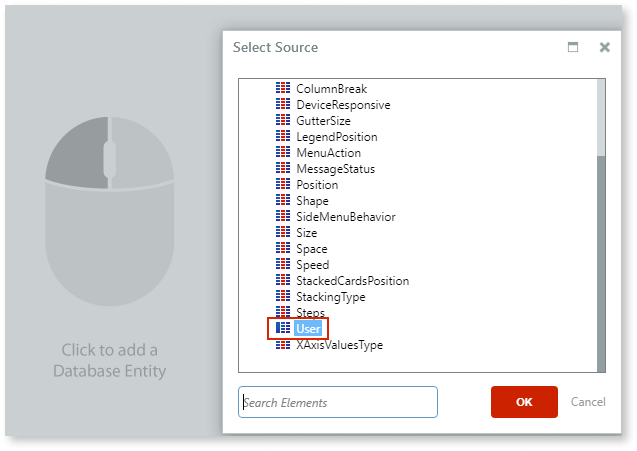 Select Source
ColumnBreak
DeviceResponsive
GutterSize
LegendPosition
MenuAction
MessageStatus
Position
Shape
SideMenuBehavior
Size
Space
Speed
StackedCardsPosition
StackingType
Steps
User
XAxisValuesType
Click to add a
Database Entity
Search Elements
OK
Cancel